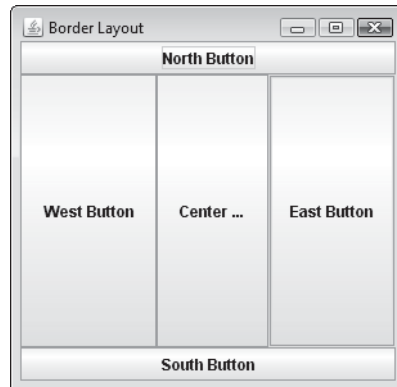 Border Layout
North Button
West Button
Center ...
East Button
South Button